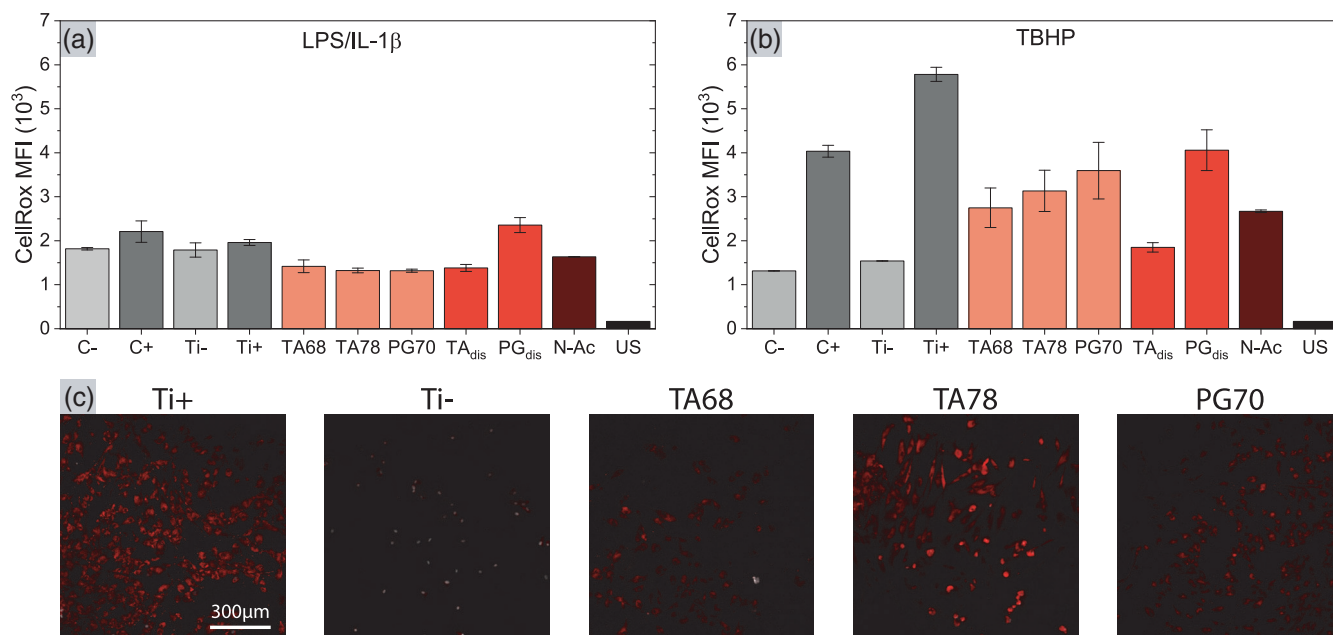 (a)
LPS/IL-1β
CellRox MFI (10³)
7
6
5
4
3
2
1
0
C- C+ Ti- Ti+ TA68 TA78 PG70 TAdis PGdis N-Ac US
(b)
TBHP
CellRox MFI (10³)
7
6
5
4
3
2
1
0
C- C+ Ti- Ti+ TA68 TA78 PG70 TAdis PGdis N-Ac US
(c)
Ti+ Ti- TA68 TA78 PG70
300µm